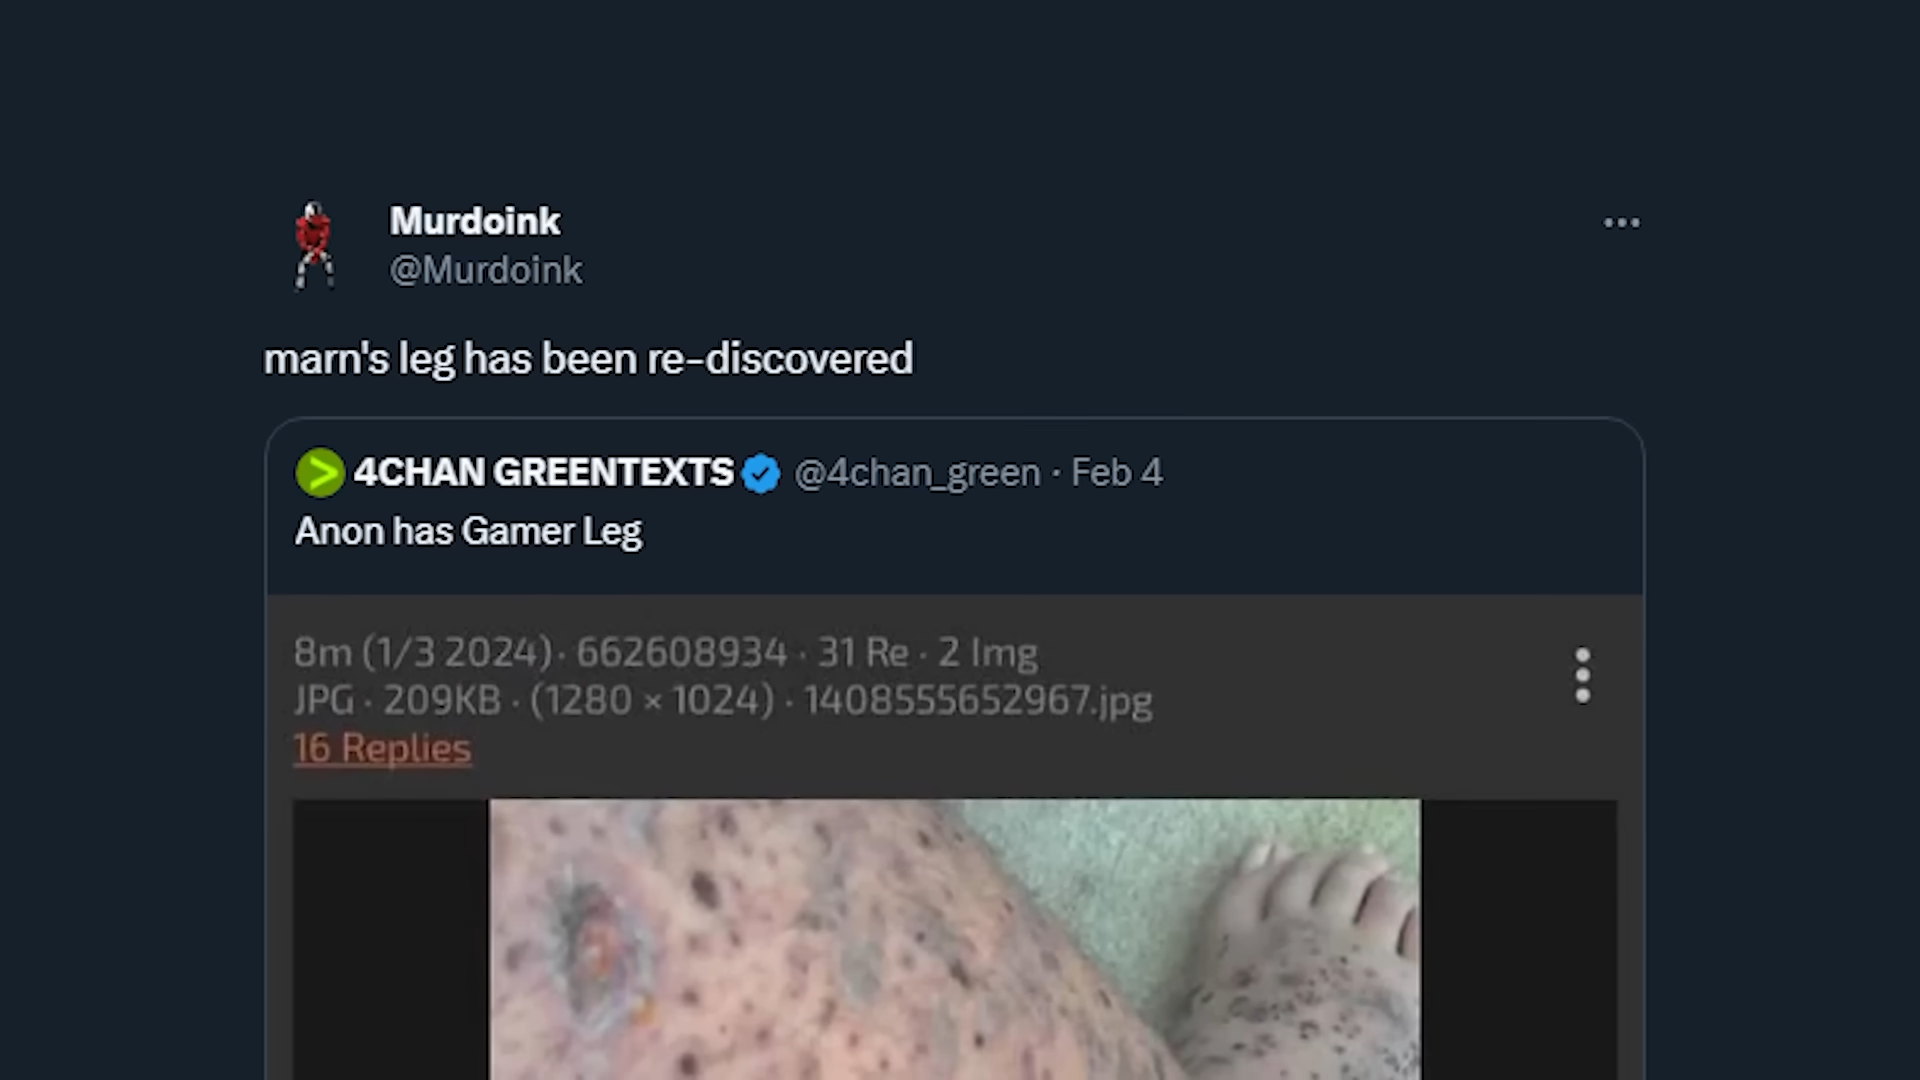 Murdoink
@Murdoink
marn's leg has been re-discovered
4CHAN GREENTEXTS @4chan_green · Feb 4
Anon has Gamer Leg
8m (1/3 2024) · 662608934 · 31 Re · 2 Img
JPG · 209KB · (1280 × 1024) · 1408555652967.jpg
16 Replies